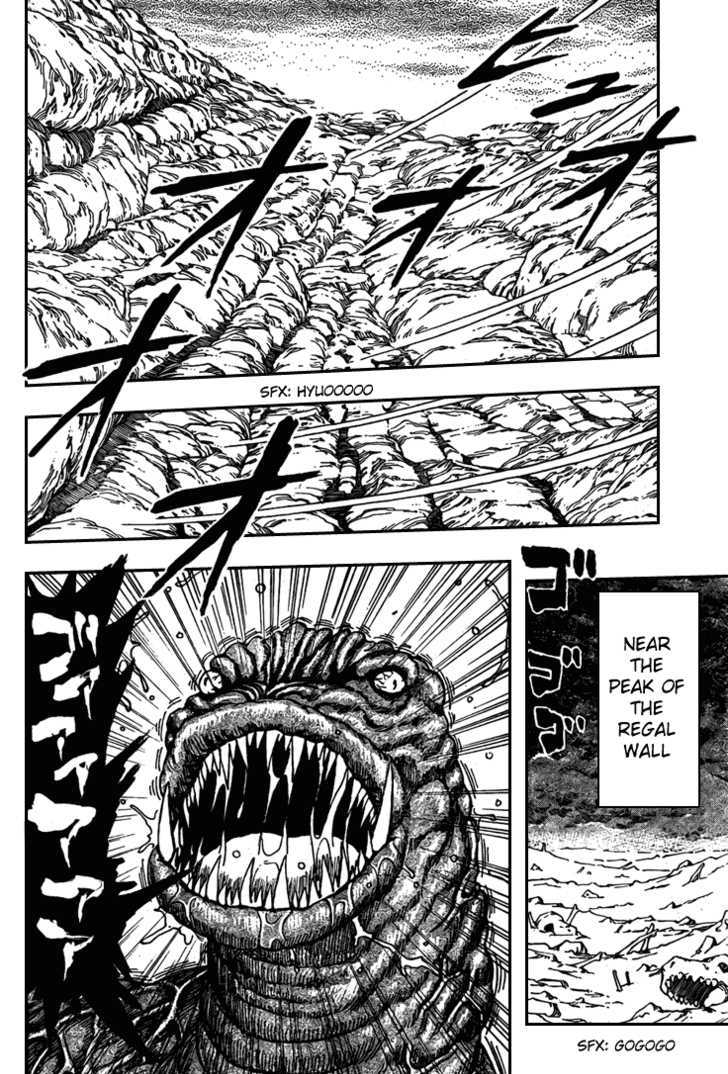 ビュ
オオ
オ
オ
オ
SFX: HYUOOOOO
ゴゴゴ
NEAR
THE
PEAK OF
THE
REGAL
WALL
SFX: GOGOGO